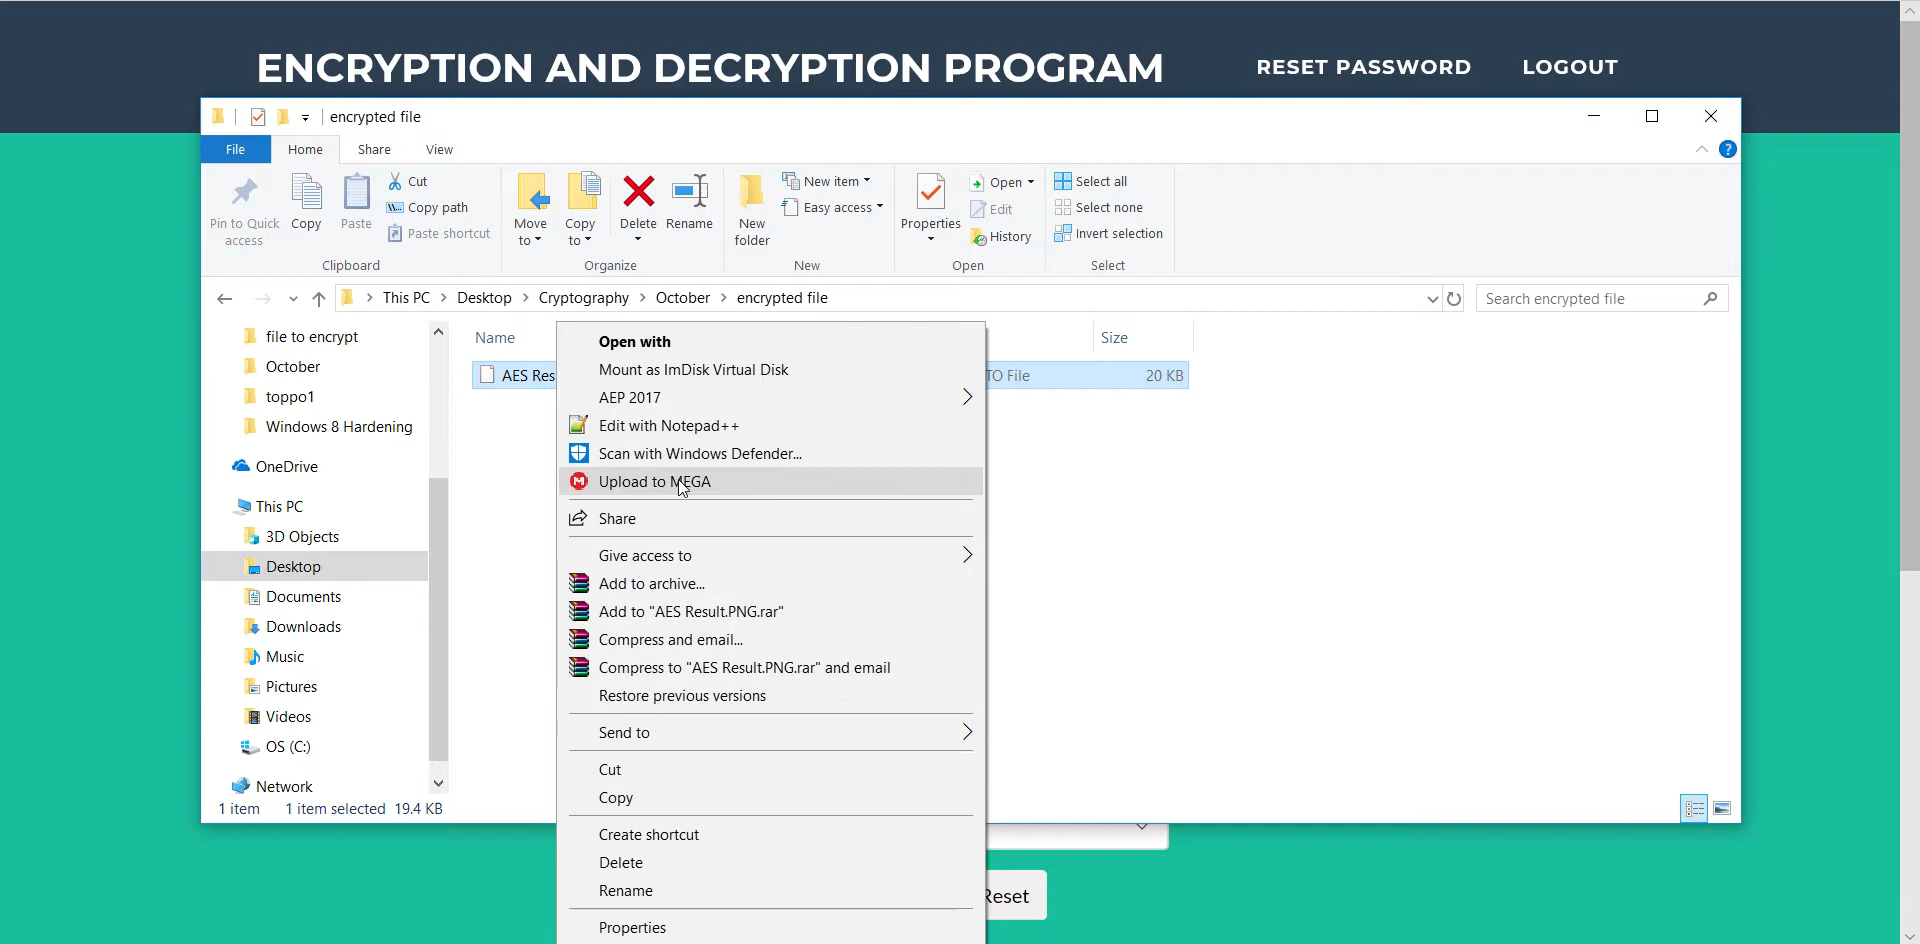 ENCRYPTION AND DECRYPTION PROGRAM RESET PASSWORD LOGOUT
encrypted file
File Home Share View
Pin to Quick access
Copy
Paste
Cut
Copy path
Paste shortcut
Clipboard
Move to
Copy to
Delete
Rename
Organize
New folder
New item
Easy access
New
Properties
Open
Edit
History
Open
Select all
Select none
Invert selection
Select
This PC Desktop Cryptography October encrypted file
Search encrypted file
file to encrypt
October
toppo1
Windows 8 Hardening
OneDrive
This PC
3D Objects
Desktop
Documents
Downloads
Music
Pictures
Videos
OS (C:)
Network
Name Size
AES Res TO File 20 KB
Open with
Mount as ImDisk Virtual Disk
AEP 2017
Edit with Notepad++
Scan with Windows Defender...
Upload to MEGA
Share
Give access to
Add to archive...
Add to "AES Result.PNG.rar"
Compress and email...
Compress to "AES Result.PNG.rar" and email
Restore previous versions
Send to
Cut
Copy
Create shortcut
Delete
Rename
Properties
1 item 1 item selected 19.4 KB
Reset